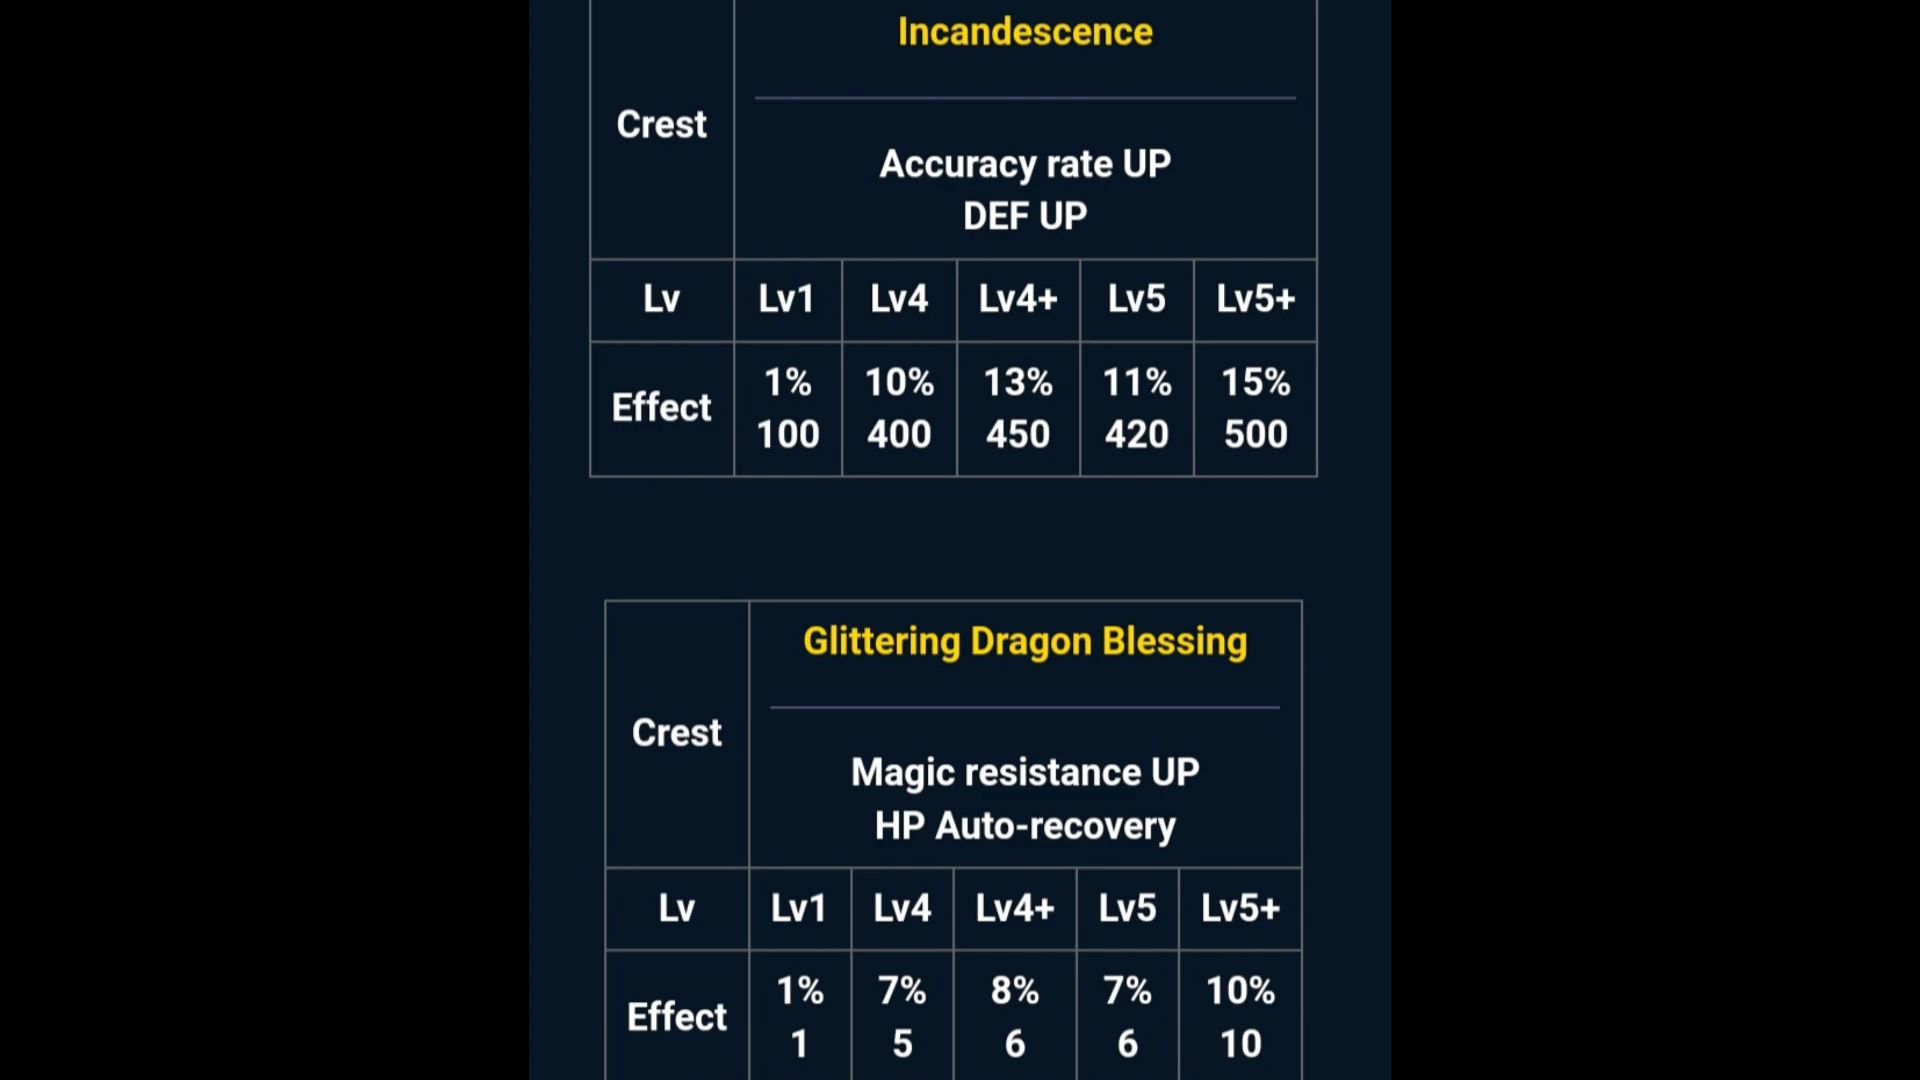 Incandescence
Crest
Accuracy rate UP
DEF UP
Lv Lv1 Lv4 Lv4+ Lv5 Lv5+
Effect
1% 10% 13% 11% 15%
100 400 450 420 500
Glittering Dragon Blessing
Crest
Magic resistance UP
HP Auto-recovery
Lv Lv1 Lv4 Lv4+ Lv5 Lv5+
Effect
1% 7% 8% 7% 10%
1 5 6 6 10